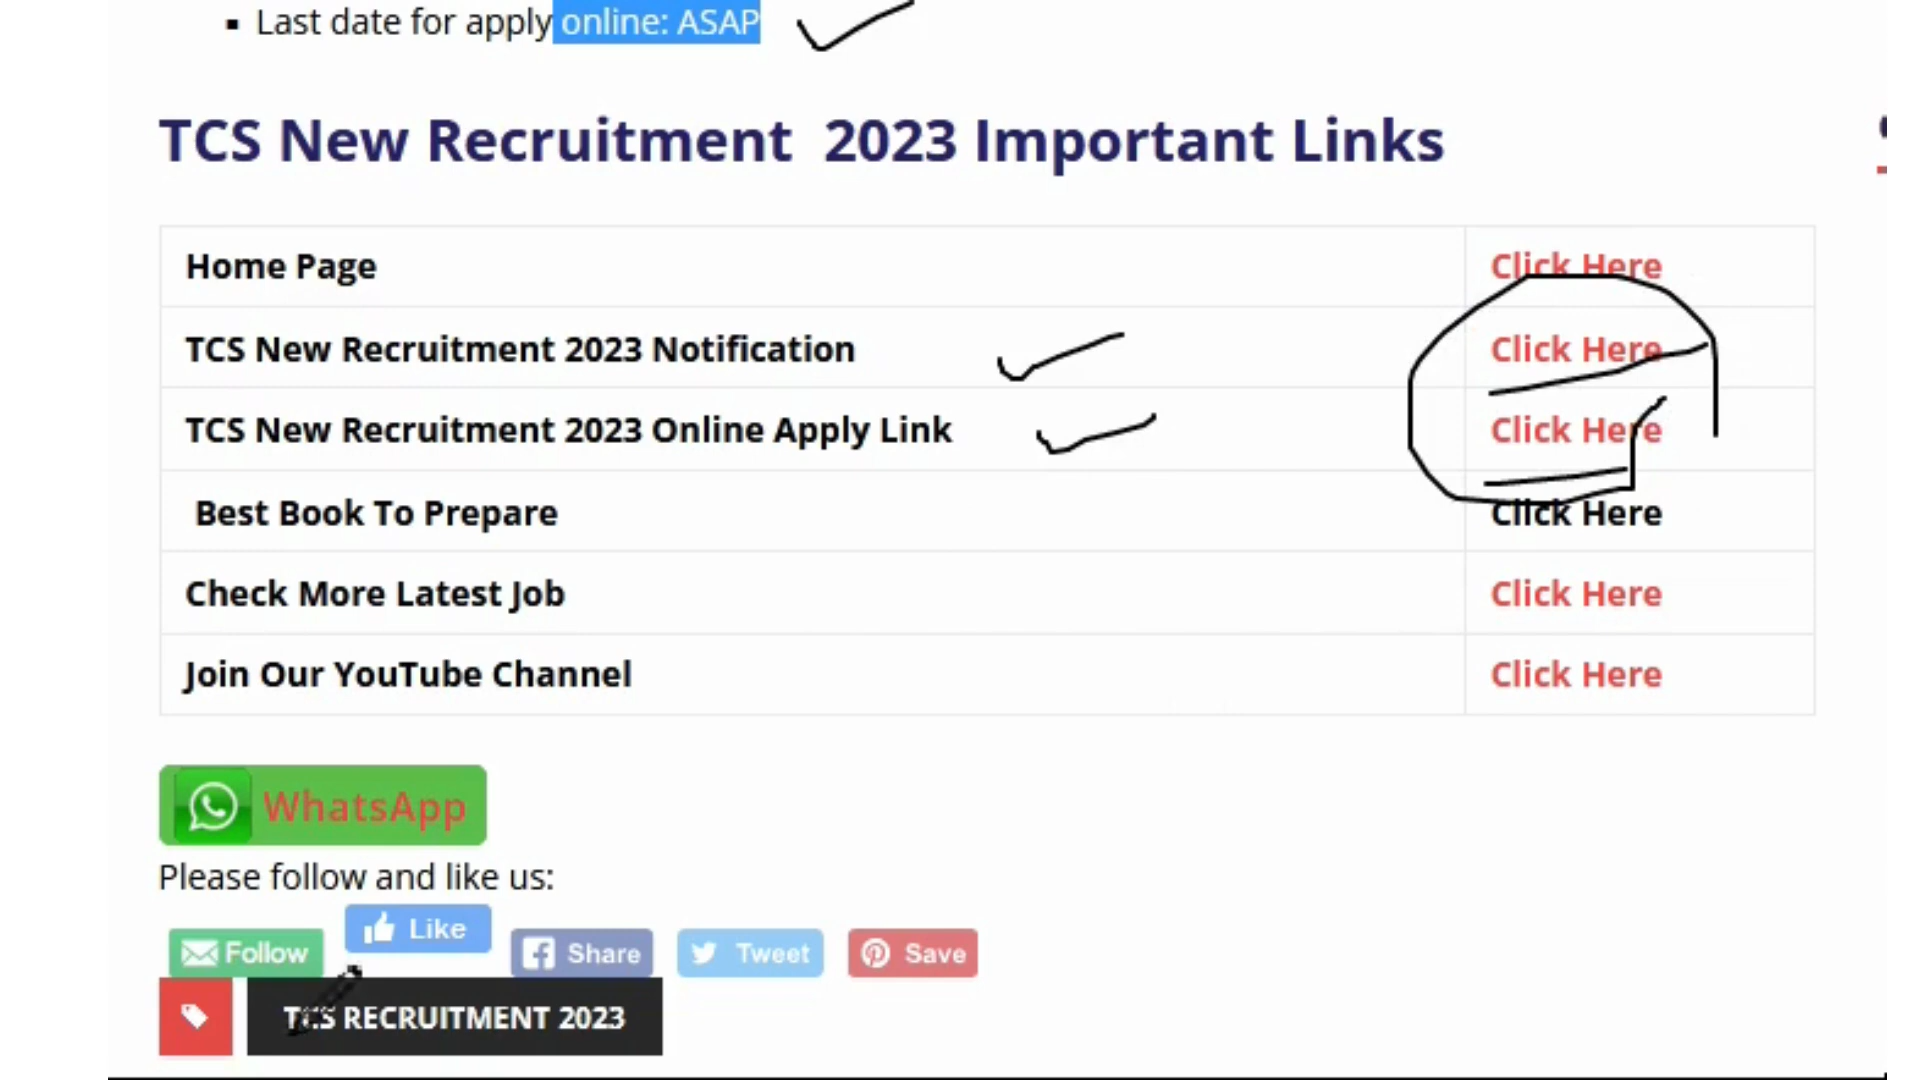 Last date for apply online: ASAP
TCS New Recruitment 2023 Important Links
Home Page Click Here
TCS New Recruitment 2023 Notification Click Here
TCS New Recruitment 2023 Online Apply Link Click Here
Best Book To Prepare Click Here
Check More Latest Job Click Here
Join Our YouTube Channel Click Here
WhatsApp
Please follow and like us:
Follow Like Share Tweet Save
TCS RECRUITMENT 2023